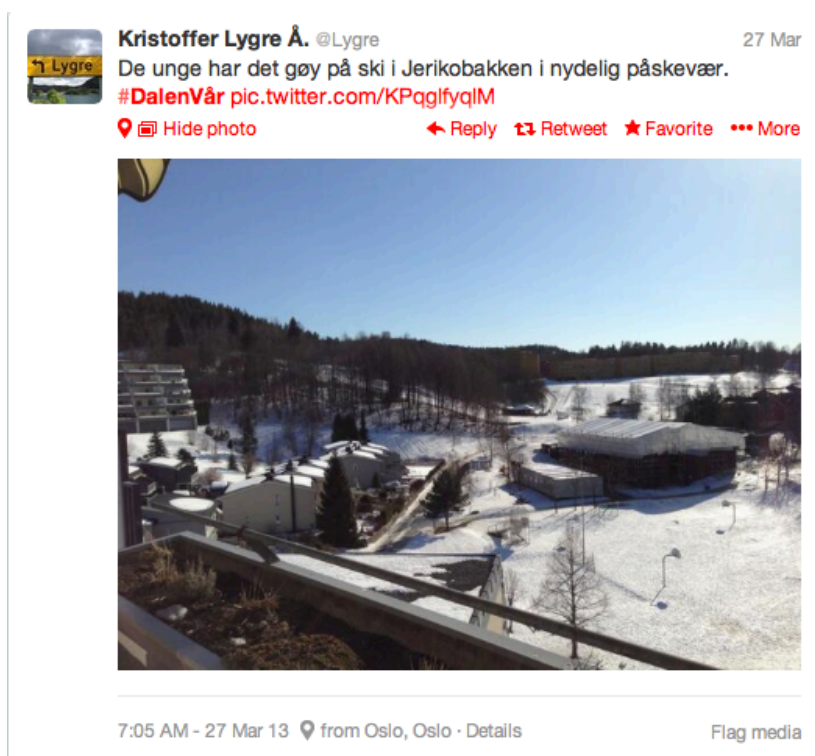 Kristoffer Lygre Å. @Lygre 27 Mar
De unge har det gøy på ski i Jerikobakken i nydelig påskevær.
#DalenVår pic.twitter.com/KPqglfyqlM
Hide photo Reply Retweet Favorite More
Lygre
7:05 AM - 27 Mar 13 from Oslo, Oslo · Details Flag media